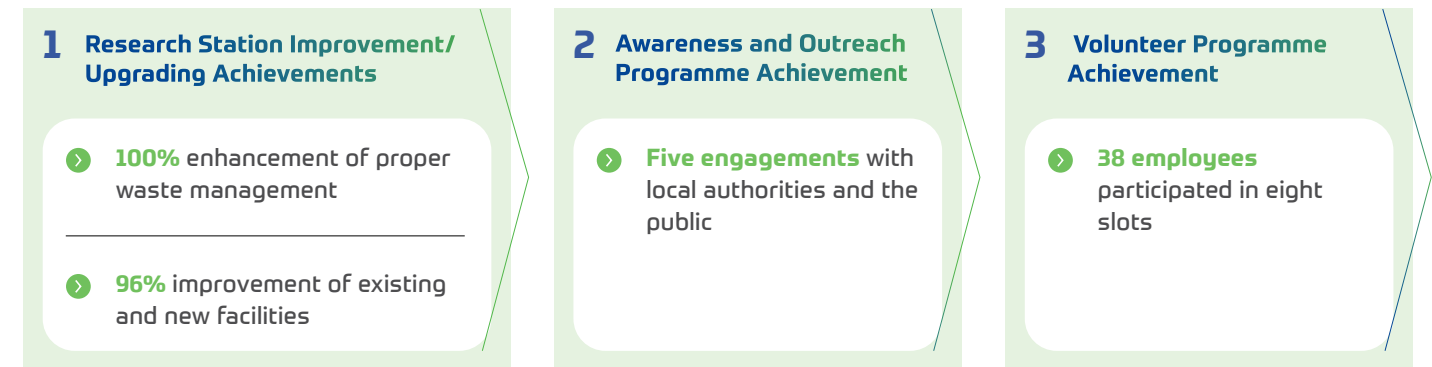 1 Research Station Improvement/
Upgrading Achievements
100% enhancement of proper
waste management
96% improvement of existing
and new facilities
2 Awareness and Outreach
Programme Achievement
Five engagements with
local authorities and the
public
3 Volunteer Programme
Achievement
38 employees
participated in eight
slots